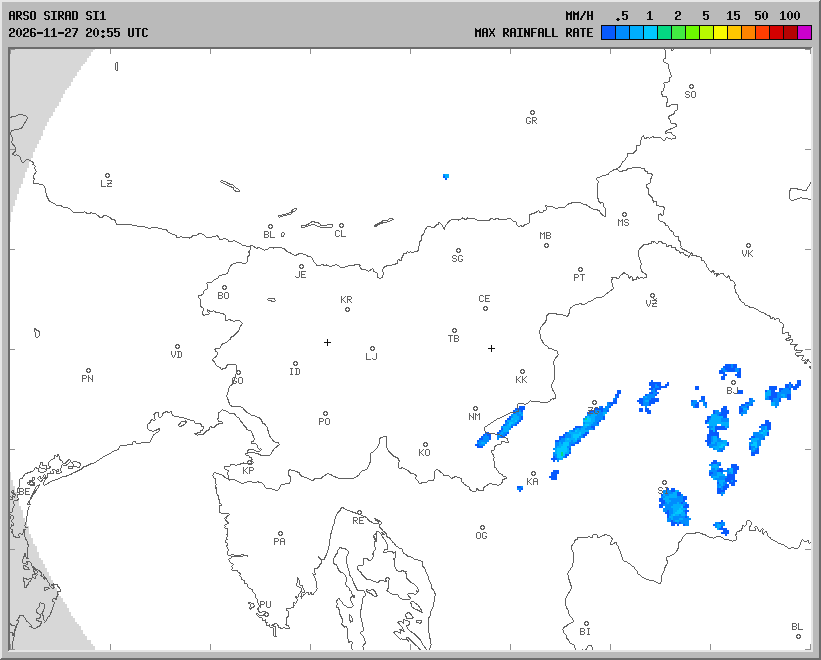 ARSO SIRAD SI1
2026-11-27 20:55 UTC
MM/H .5 1 2 5 15 50 100
MAX RAINFALL RATE
SO
GR
LZ
MS
BL
CL
MB
VK
SG
JE
PT
BO
KR
CE
VZ
TB
VD
LJ
ID
PN
GO
KK
BJ
NM
PO
KO
KP
KA
BE
RE
OG
PA
PU
BI
BL